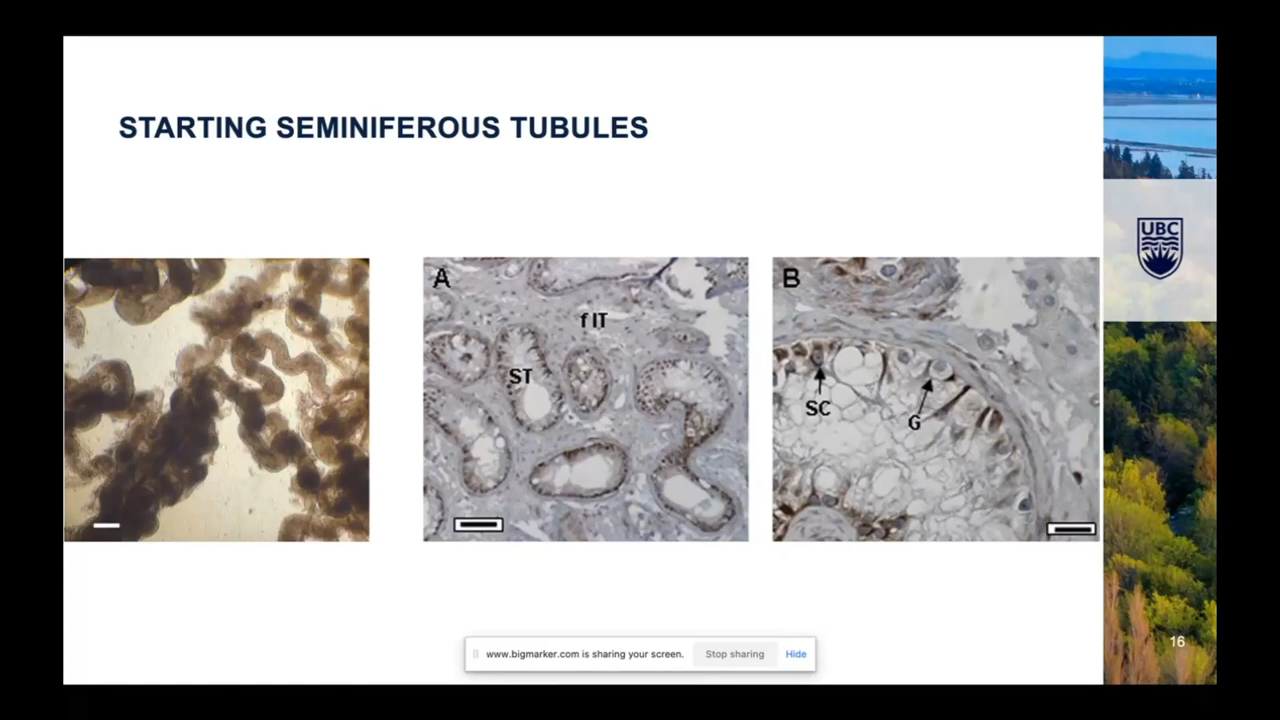 STARTING SEMINIFEROUS TUBULES
UBC
A
f IT
ST
B
SC
G
www.bigmarker.com is sharing your screen. Stop sharing Hide
16